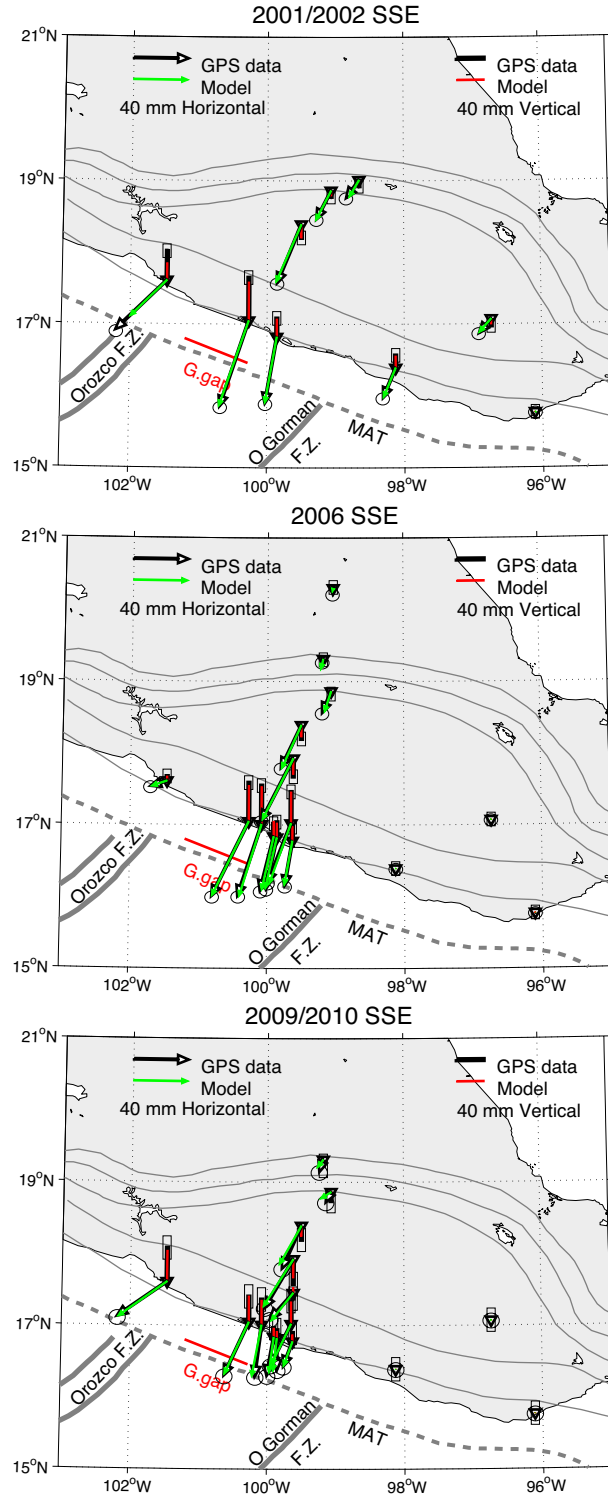 2001/2002 SSE
21°N
GPS data
GPS data
Model
Model
40 mm Horizontal
40 mm Vertical
19°N
17°N
Orozco F.Z.
G.gap
O Gorman
F.Z.
MAT
15°N
102°W
100°W
98°W
96°W
2006 SSE
21°N
GPS data
GPS data
Model
Model
40 mm Horizontal
40 mm Vertical
19°N
17°N
Orozco F.Z.
G.gap
O Gorman
F.Z.
MAT
15°N
102°W
100°W
98°W
96°W
2009/2010 SSE
21°N
GPS data
GPS data
Model
Model
40 mm Horizontal
40 mm Vertical
19°N
17°N
Orozco F.Z.
G.gap
O Gorman
F.Z.
MAT
15°N
102°W
100°W
98°W
96°W